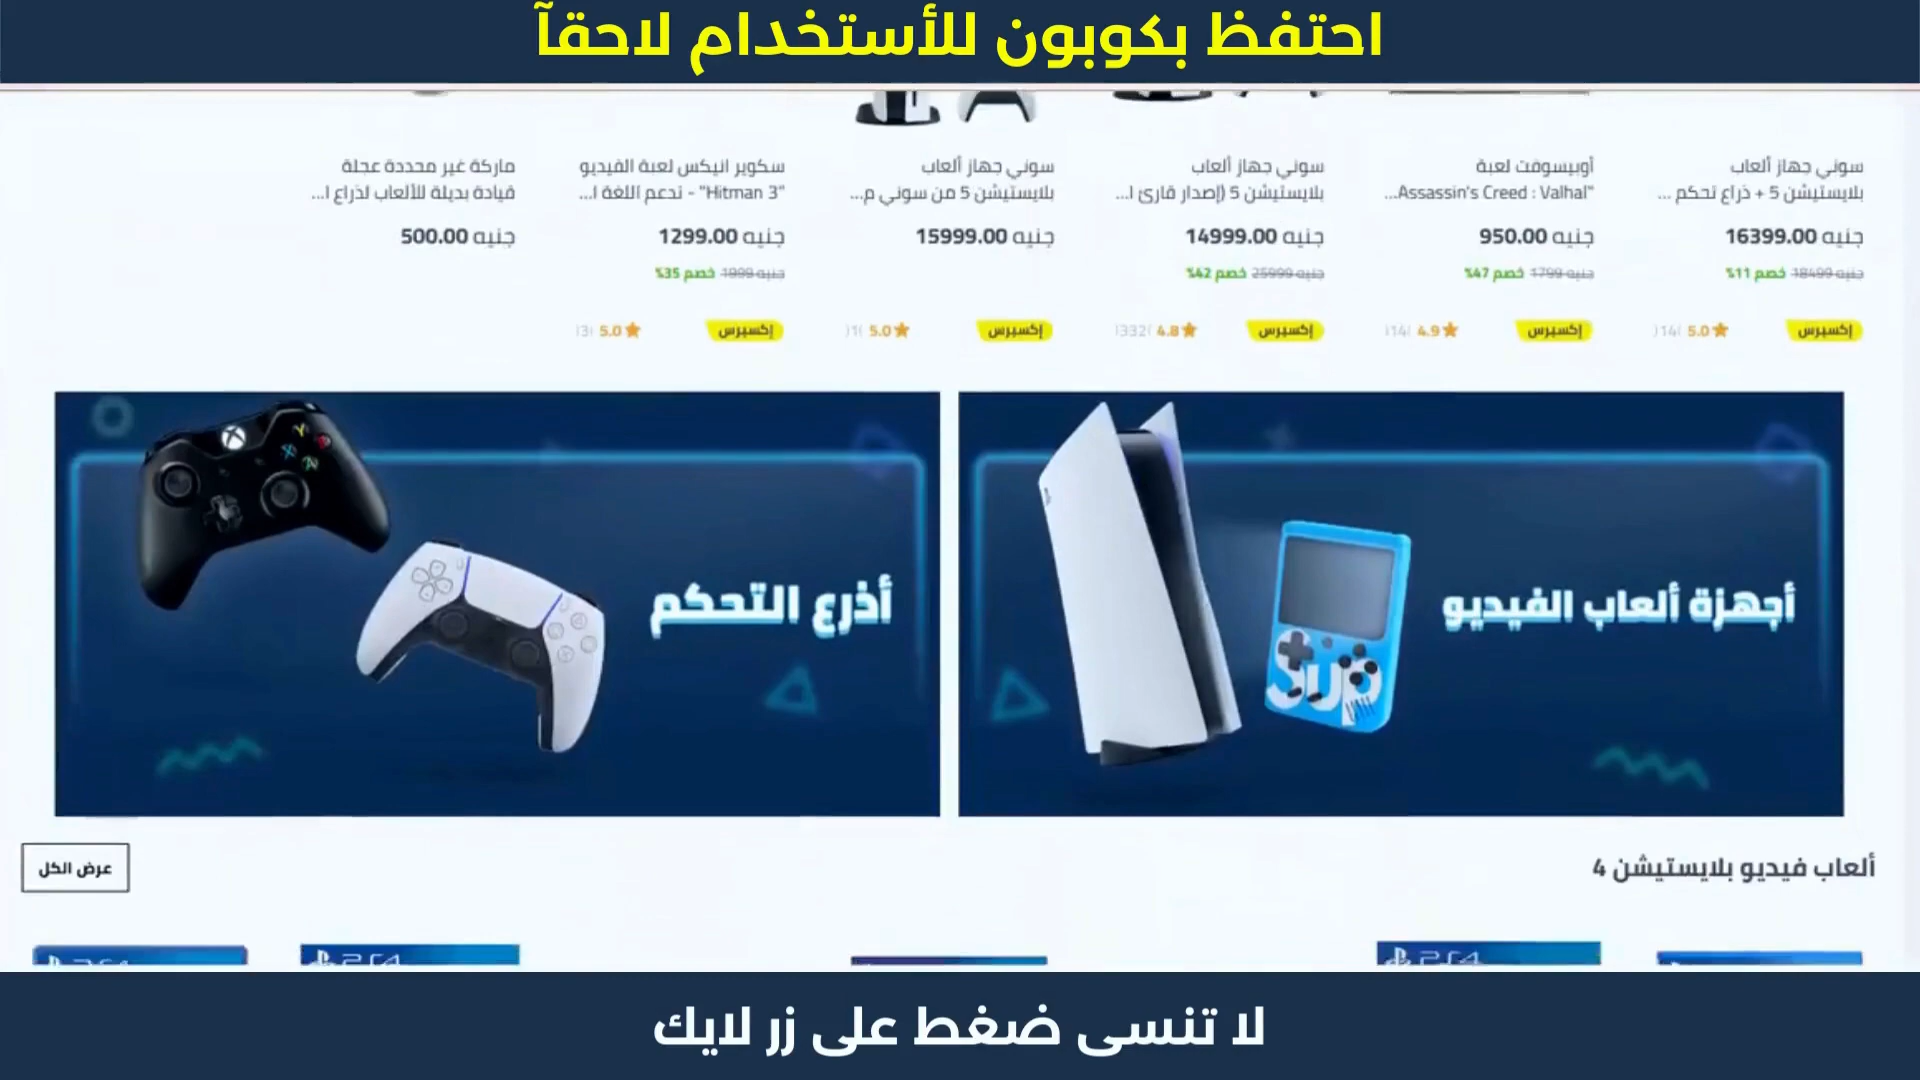 احتفظ بكوبون للأستخدام لاحقآ
سوني جهاز ألعاب
بلايستيشن 5 + ذراع تحكم ...
جنيه 16399.00
جنيه 18499 خصم 11%
إكسبرس
5.0 (14)
أوبيسوفت لعبة
"Assassin's Creed : Valhal...
جنيه 950.00
جنيه 1799 خصم 47%
إكسبرس
4.9 (14)
سوني جهاز ألعاب
بلايستيشن 5 (إصدار قارئ ا...
جنيه 14999.00
جنيه 25999 خصم 42%
إكسبرس
4.8 (332)
سوني جهاز ألعاب
بلايستيشن 5 من سوني م...
جنيه 15999.00
إكسبرس
5.0 (1)
سكوير انيكس لعبة الفيديو
"Hitman 3" - تدعم اللغة ا...
جنيه 1299.00
جنيه 1999 خصم 35%
إكسبرس
5.0 (3)
ماركة غير محددة عجلة
قيادة بديلة للألعاب لذراع ا...
جنيه 500.00
أجهزة ألعاب الفيديو
Sup
أذرع التحكم
ألعاب فيديو بلايستيشن 4
عرض الكل
PS4
PS4
PS4
لا تنسى ضغط على زر لايك